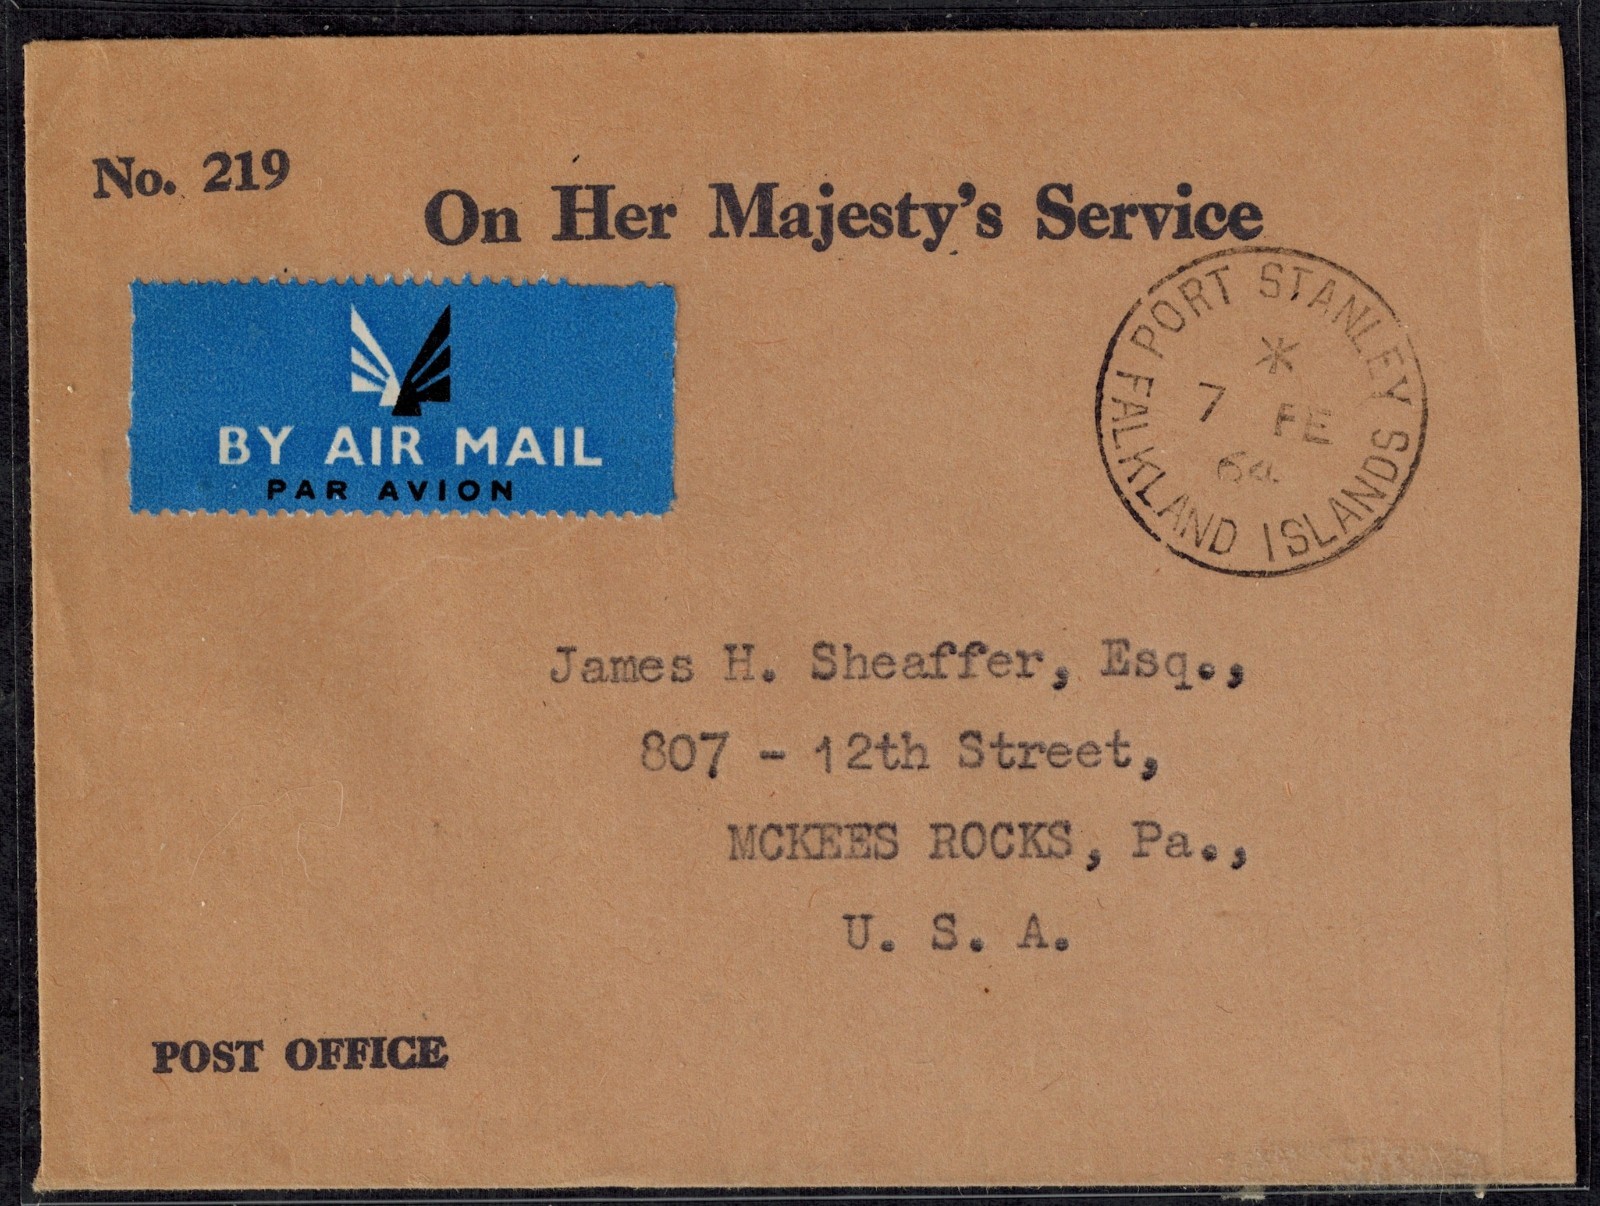 No. 219
On Her Majesty's Service
BY AIR MAIL
PAR AVION
PORT STANLEY
*
7 FE
64
FALKLAND ISLANDS
James H. Sheaffer, Esq.,
807 - 12th Street,
MCKEES ROCKS, Pa.,
U. S. A.
POST OFFICE